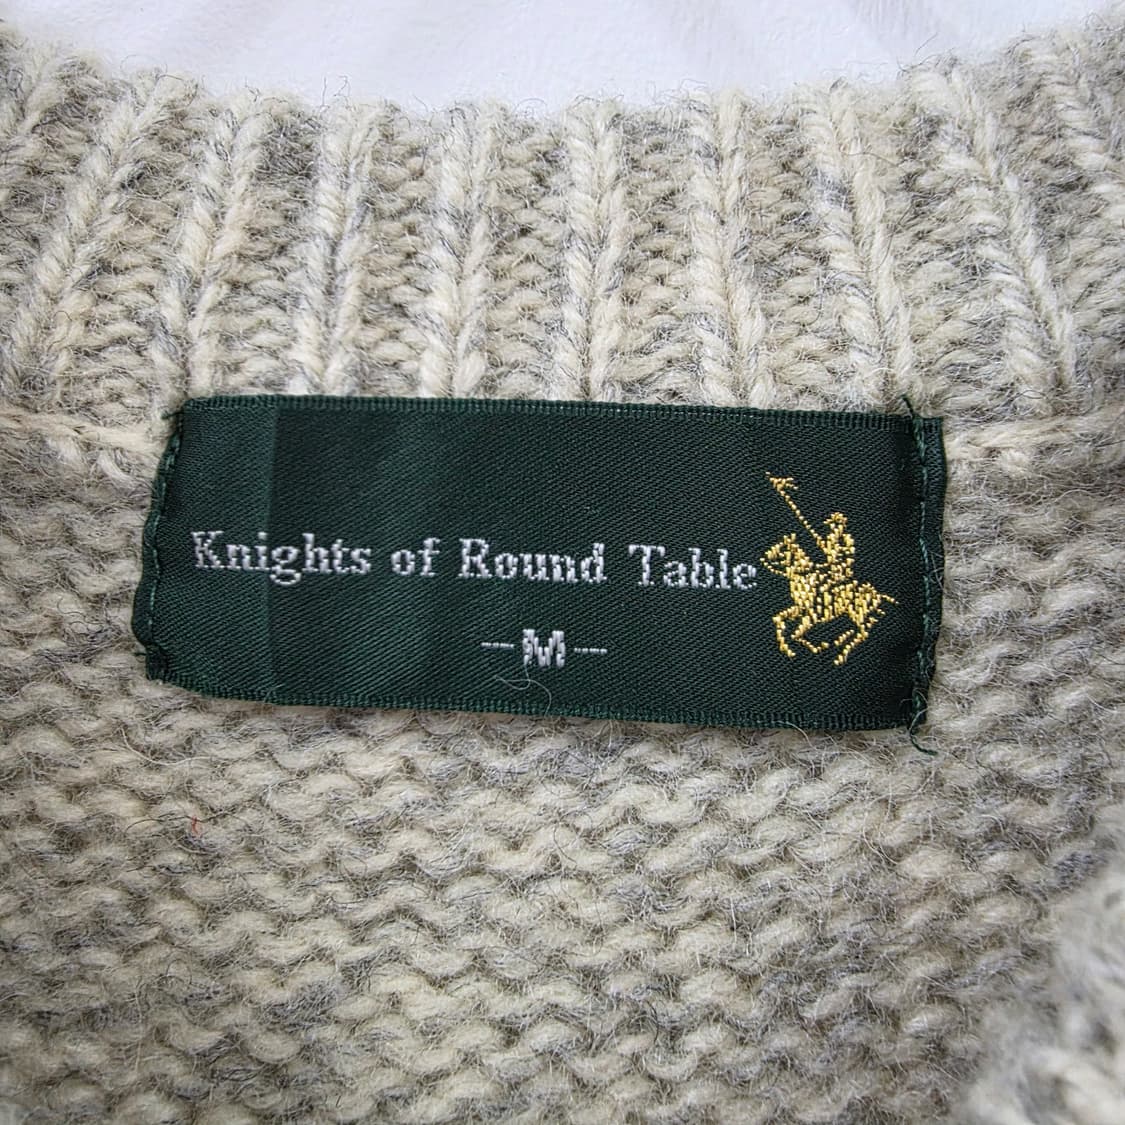 Knights of Round Table
-M-